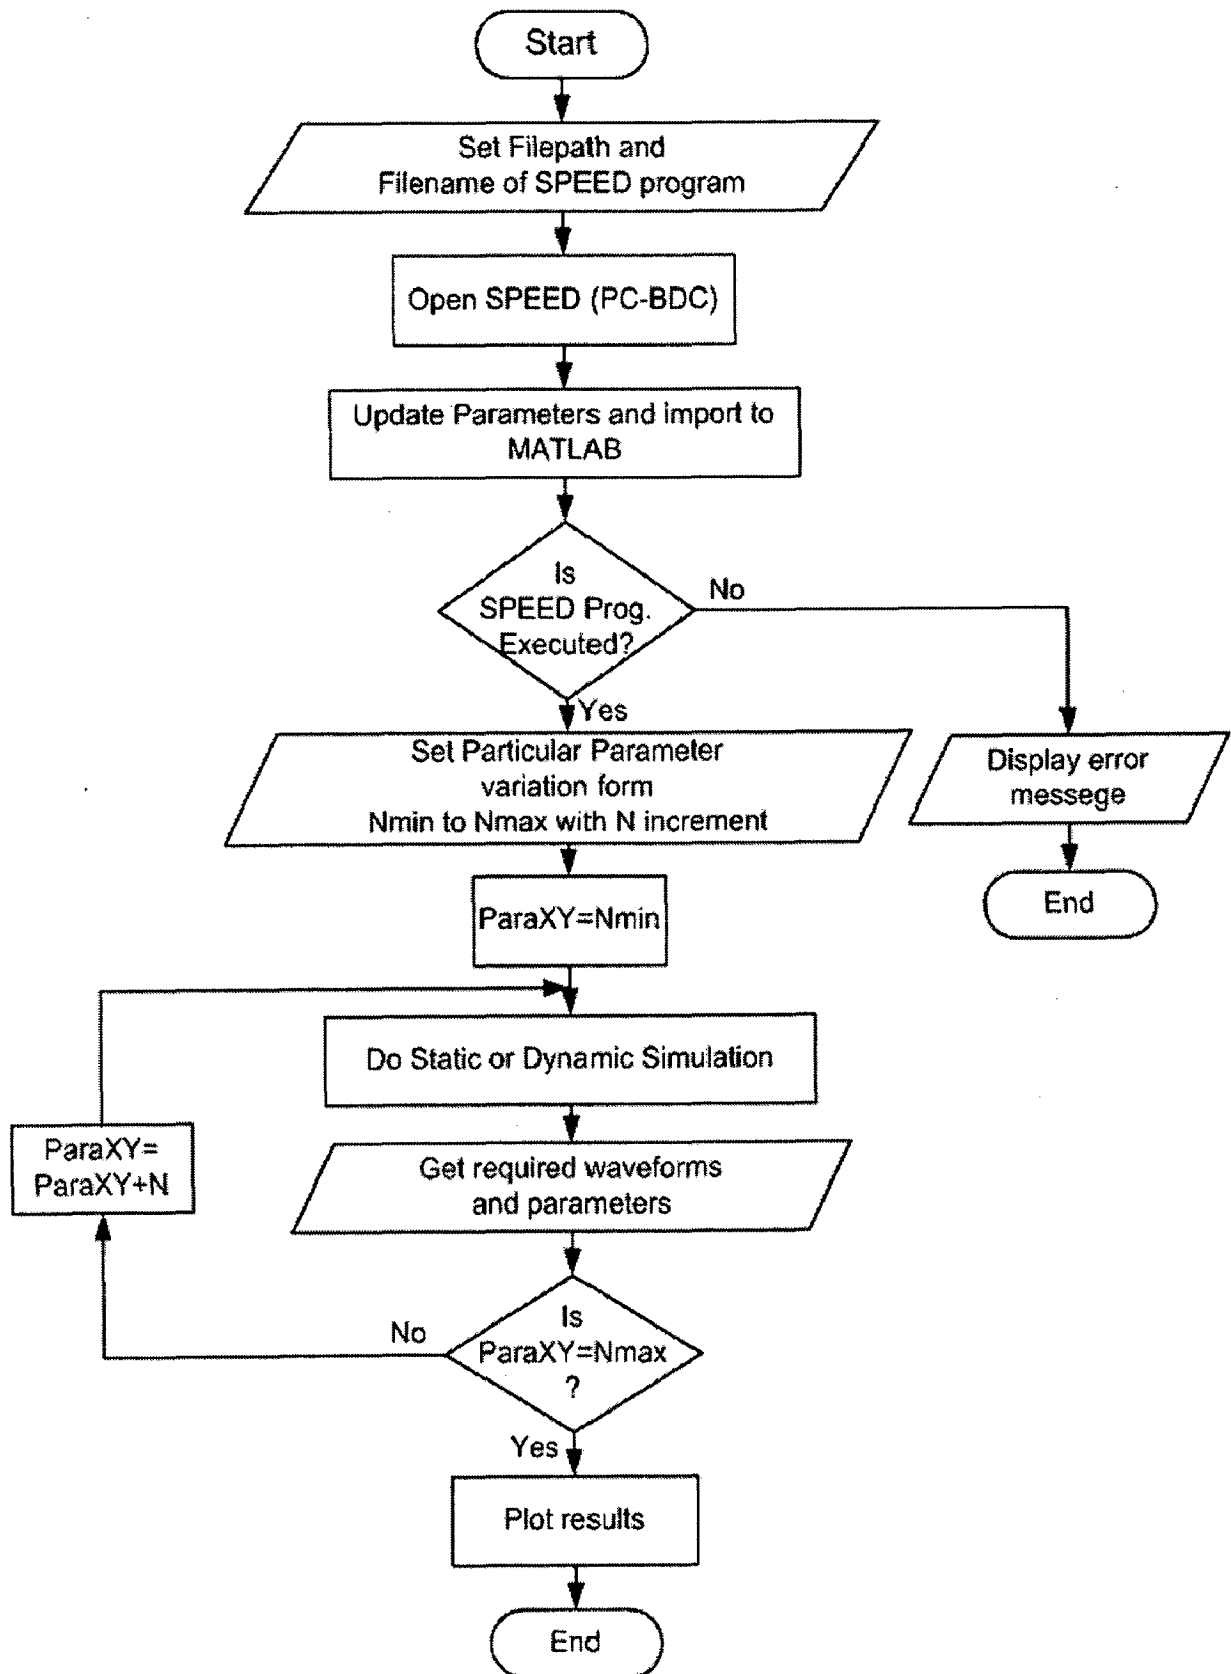 Start
Set Filepath and
Filename of SPEED program
Open SPEED (PC-BDC)
Update Parameters and import to
MATLAB
Is
SPEED Prog.
Executed?
No
Yes
Set Particular Parameter
variation form
Nmin to Nmax with N increment
Display error
messege
End
ParaXY=Nmin
Do Static or Dynamic Simulation
ParaXY=
ParaXY+N
Get required waveforms
and parameters
Is
ParaXY=Nmax
?
No
Yes
Plot results
End